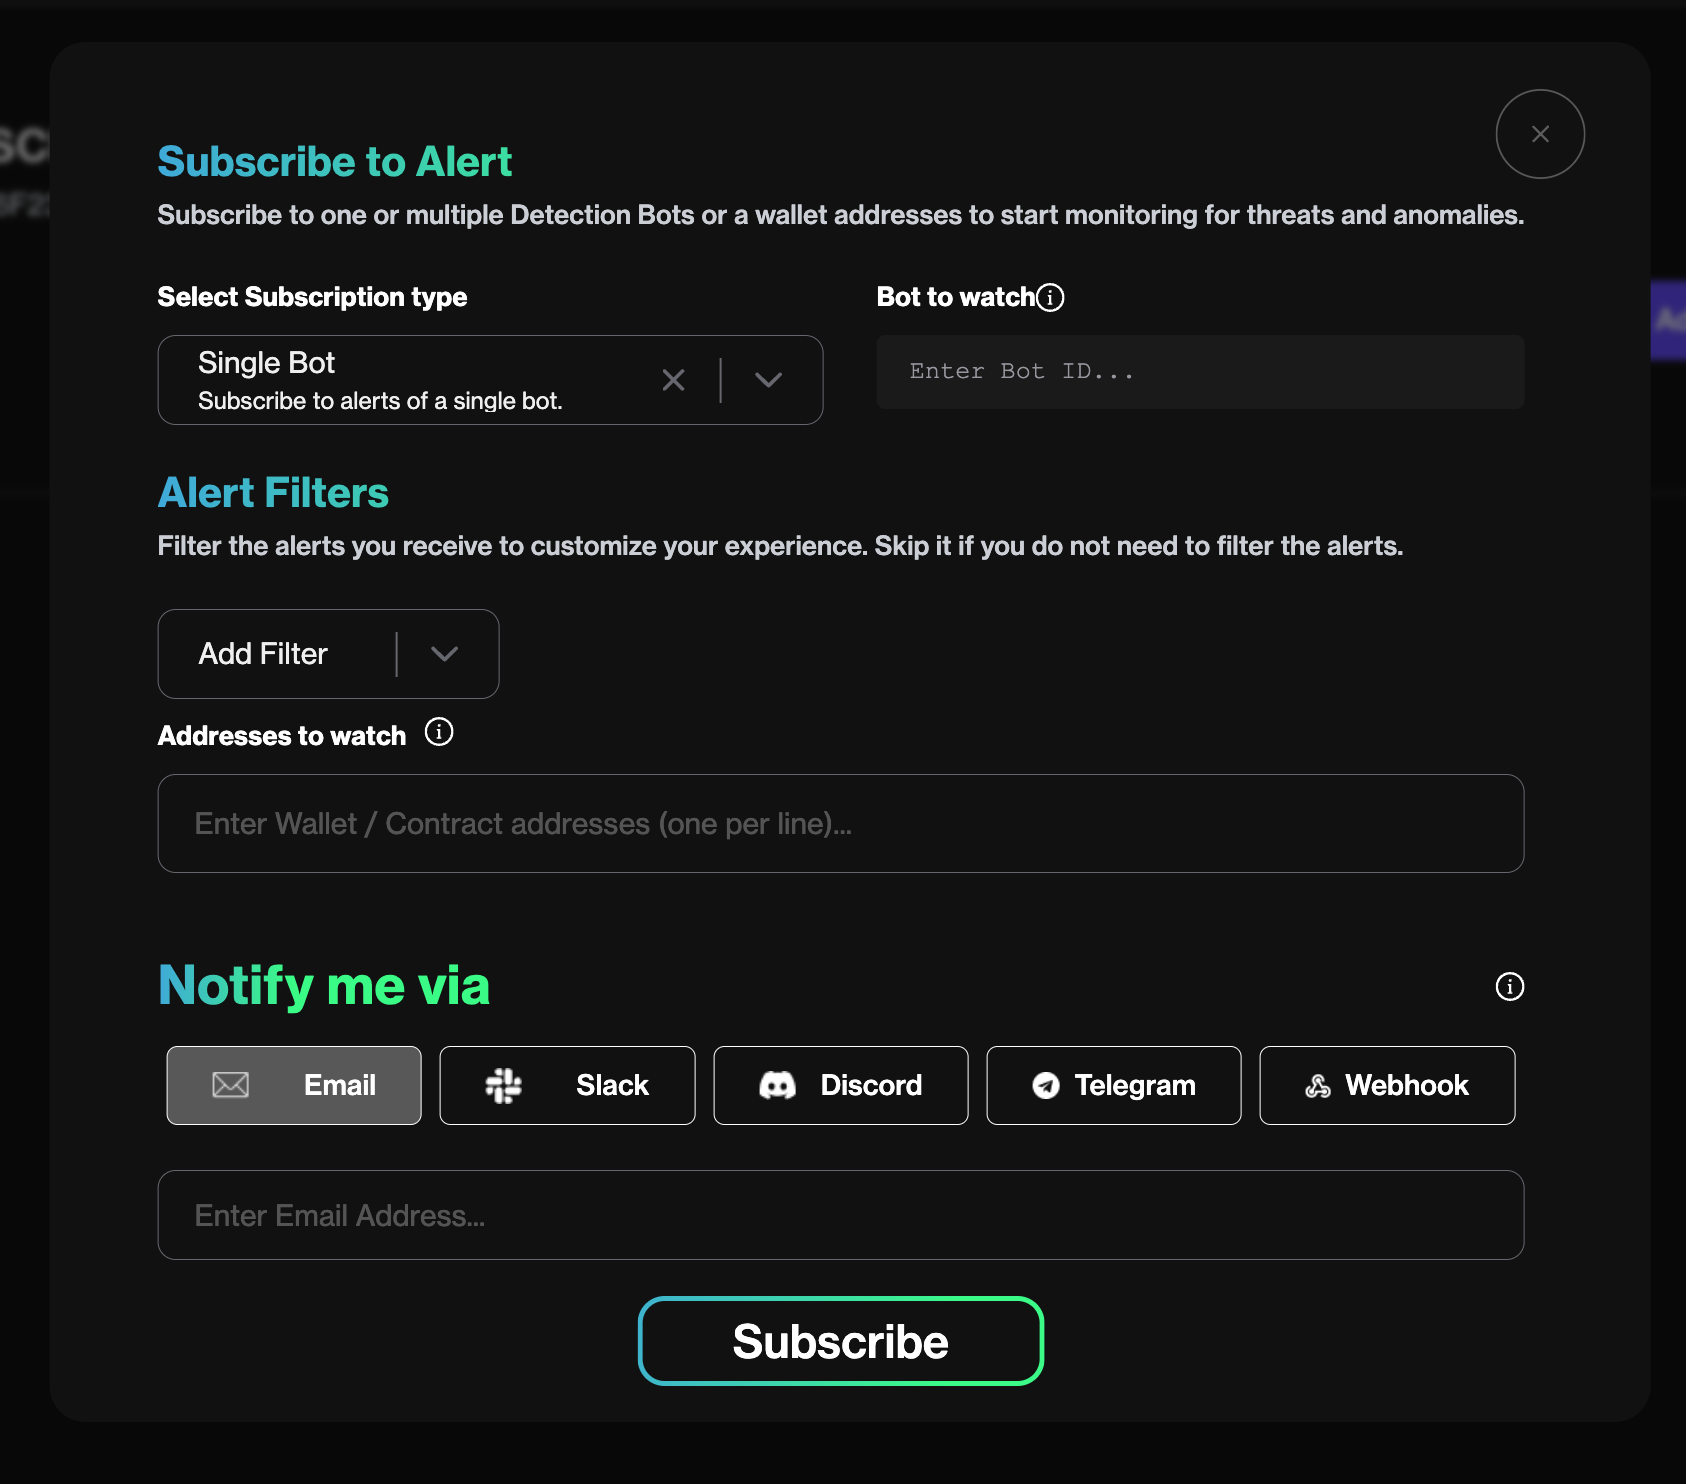 Subscribe to Alert
Subscribe to one or multiple Detection Bots or a wallet addresses to start monitoring for threats and anomalies.
Select Subscription type
Bot to watch
Single Bot
Subscribe to alerts of a single bot.
Enter Bot ID...
Alert Filters
Filter the alerts you receive to customize your experience. Skip it if you do not need to filter the alerts.
Add Filter
Addresses to watch
Enter Wallet / Contract addresses (one per line)...
Notify me via
Email
Slack
Discord
Telegram
Webhook
Enter Email Address...
Subscribe